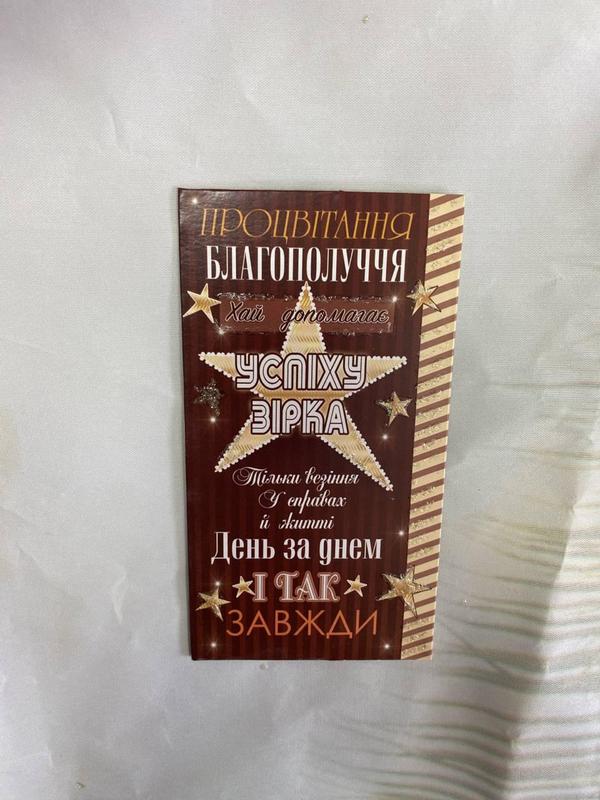 ПРОЦВІТАННЯ
БЛАГОПОЛУЧЧЯ
Хай допомагає
УСПІХУ
ЗІРКА
Тільки везіння
У справах
й житті
День за днем
І ТАК
ЗАВЖДИ